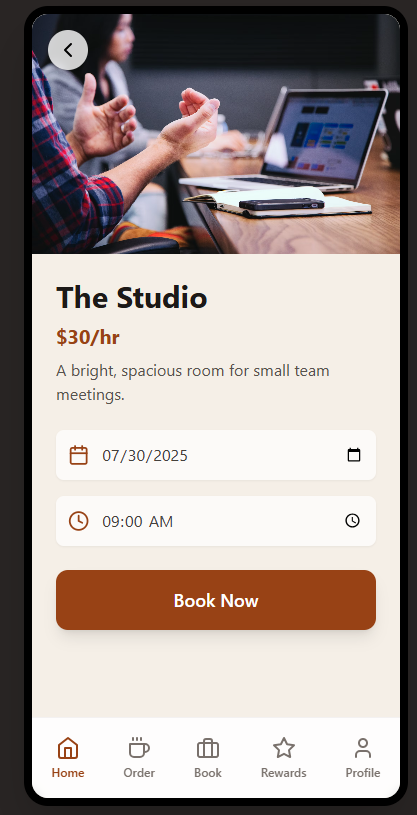 The Studio
$30/hr
A bright, spacious room for small team
meetings.
07/30/2025
09:00 AM
Book Now
Home Order Book Rewards Profile